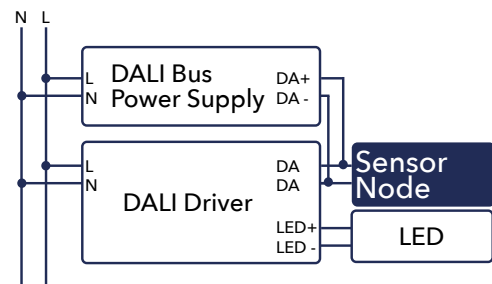 N L
L DALI Bus DA+
N Power Supply DA -
L DA Sensor
N DA Node
DALI Driver
LED+ LED
LED -